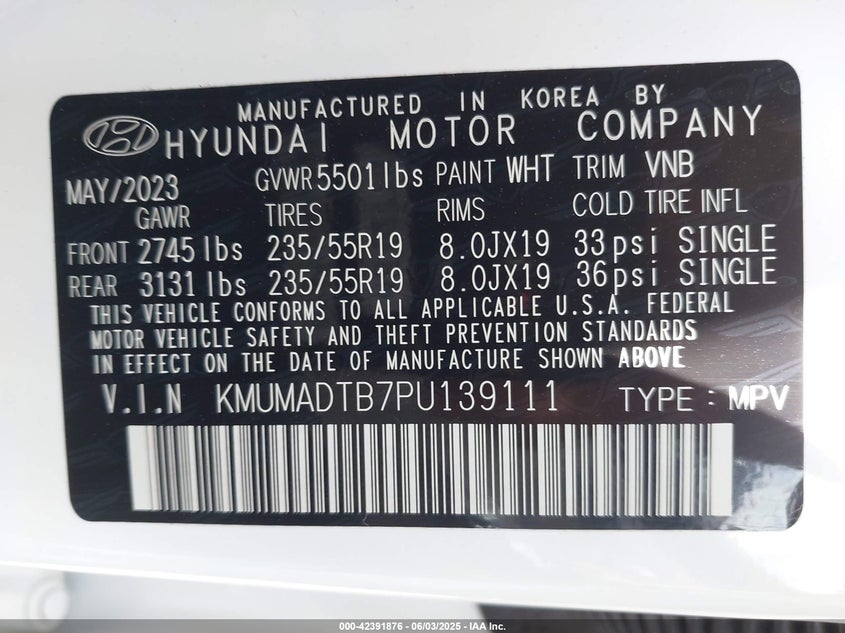 MANUFACTURED IN KOREA BY
HYUNDAI MOTOR COMPANY
MAY/2023 GVWR 5501lbs PAINT WHT TRIM VNB
GAWR TIRES RIMS COLD TIRE INFL
FRONT 2745lbs 235/55R19 8.0JX19 33psi SINGLE
REAR 3131lbs 235/55R19 8.0JX19 36psi SINGLE
THIS VEHICLE CONFORMS TO ALL APPLICABLE U.S.A. FEDERAL
MOTOR VEHICLE SAFETY AND THEFT PREVENTION STANDARDS
IN EFFECT ON THE DATE OF MANUFACTURE SHOWN ABOVE
V.I.N KMUMADTB7PU139111 TYPE : MPV
000-42391876 - 06/03/2025 - IAA Inc.